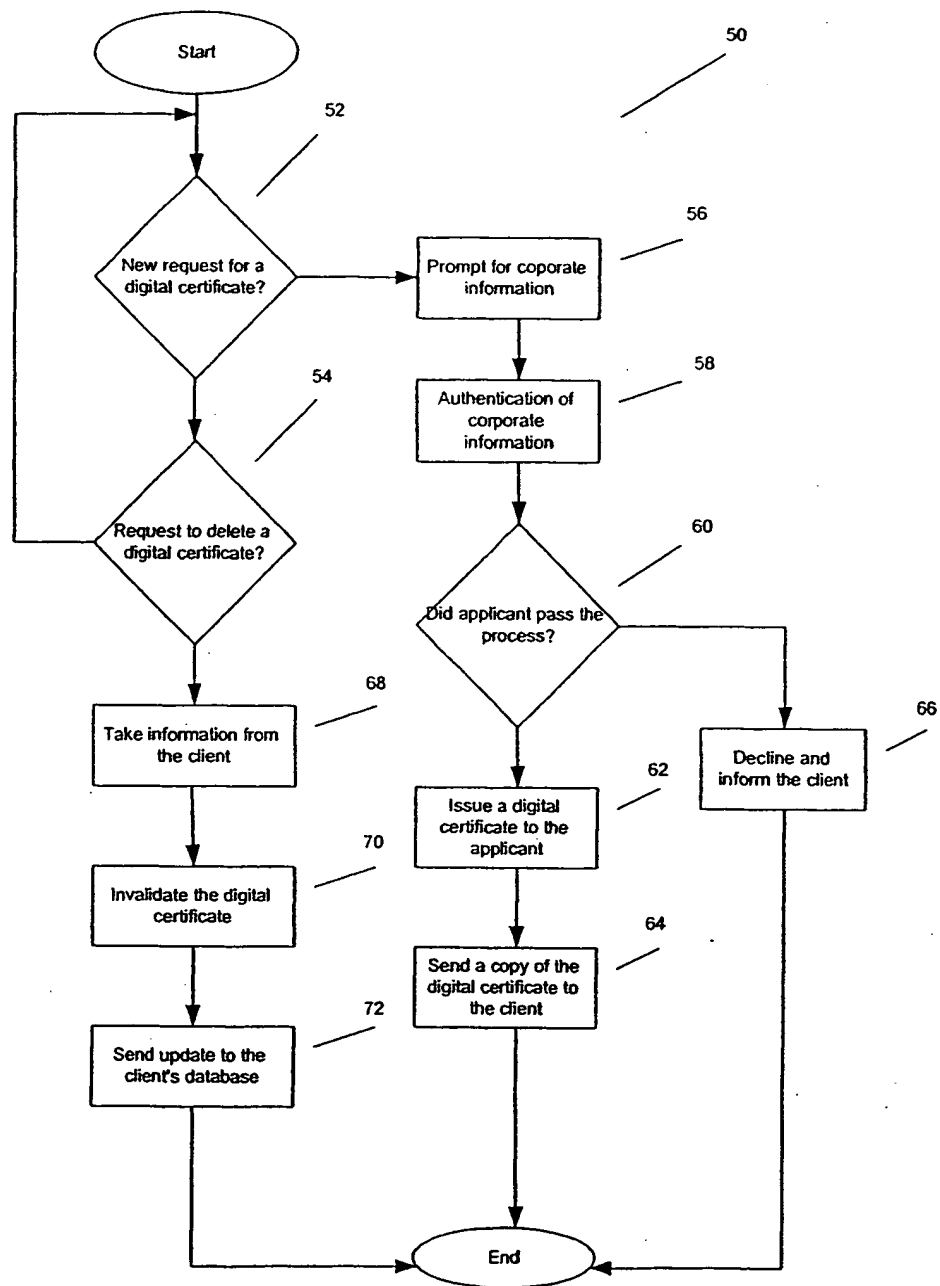 Start
50
52
New request for a
digital certificate?
56
Prompt for coporate
information
54
58
Authentication of
corporate
information
Request to delete a
digital certificate?
60
Did applicant pass the
process?
68
Take information from
the client
66
Decline and
inform the client
62
Issue a digital
certificate to the
applicant
70
Invalidate the digital
certificate
64
Send a copy of the
digital certificate to
the client
72
Send update to the
client's database
End